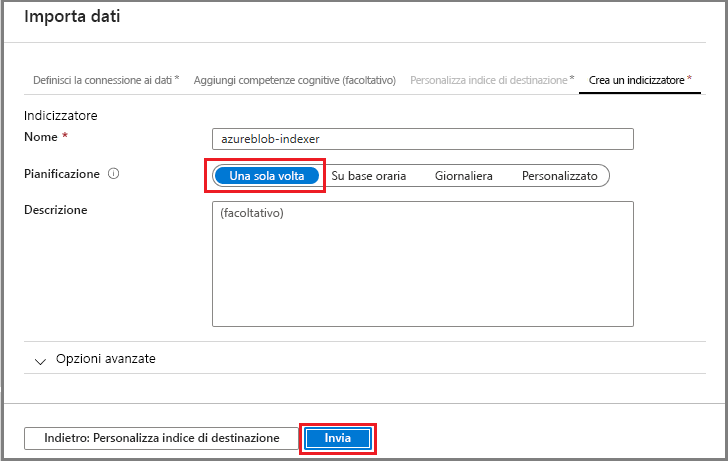 Importa dati
Definisci la connessione ai dati * Aggiungi competenze cognitive (facoltativo) Personalizza indice di destinazione * Crea un indicizzatore *
Indicizzatore
Nome * azureblob-indexer
Pianificazione Una sola volta Su base oraria Giornaliera Personalizzato
Descrizione (facoltativo)
Opzioni avanzate
Indietro: Personalizza indice di destinazione Invia